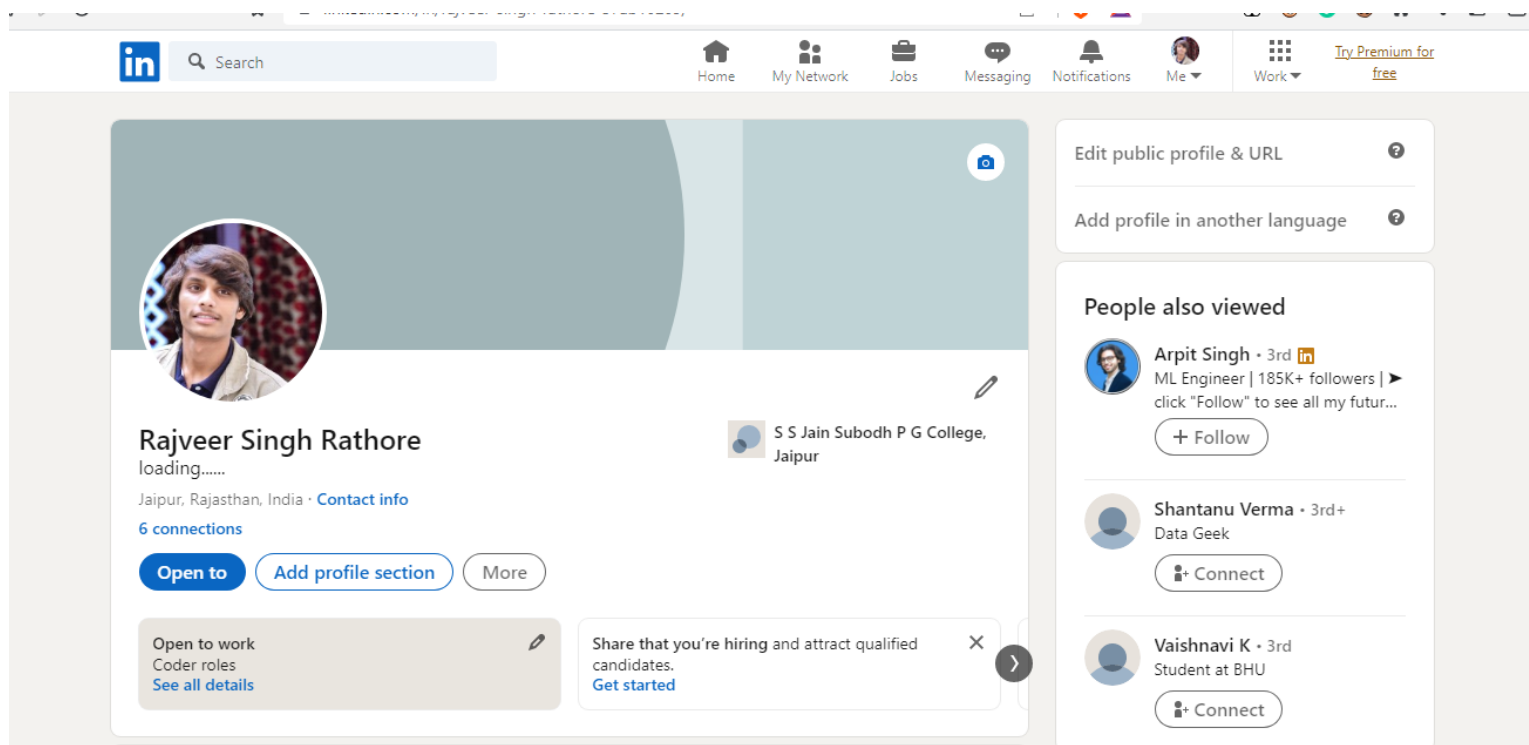 in
Search
Home
My Network
Jobs
Messaging
Notifications
Me
Work
Try Premium for
free
Rajveer Singh Rathore
loading......
Jaipur, Rajasthan, India · Contact info
6 connections
Open to
Add profile section
More
S S Jain Subodh P G College,
Jaipur
Open to work
Coder roles
See all details
Share that you're hiring and attract qualified
candidates.
Get started
Edit public profile & URL
Add profile in another language
People also viewed
Arpit Singh • 3rd in
ML Engineer | 185K+ followers | ➤
click "Follow" to see all my futur...
+ Follow
Shantanu Verma • 3rd+
Data Geek
Connect
Vaishnavi K • 3rd
Student at BHU
Connect